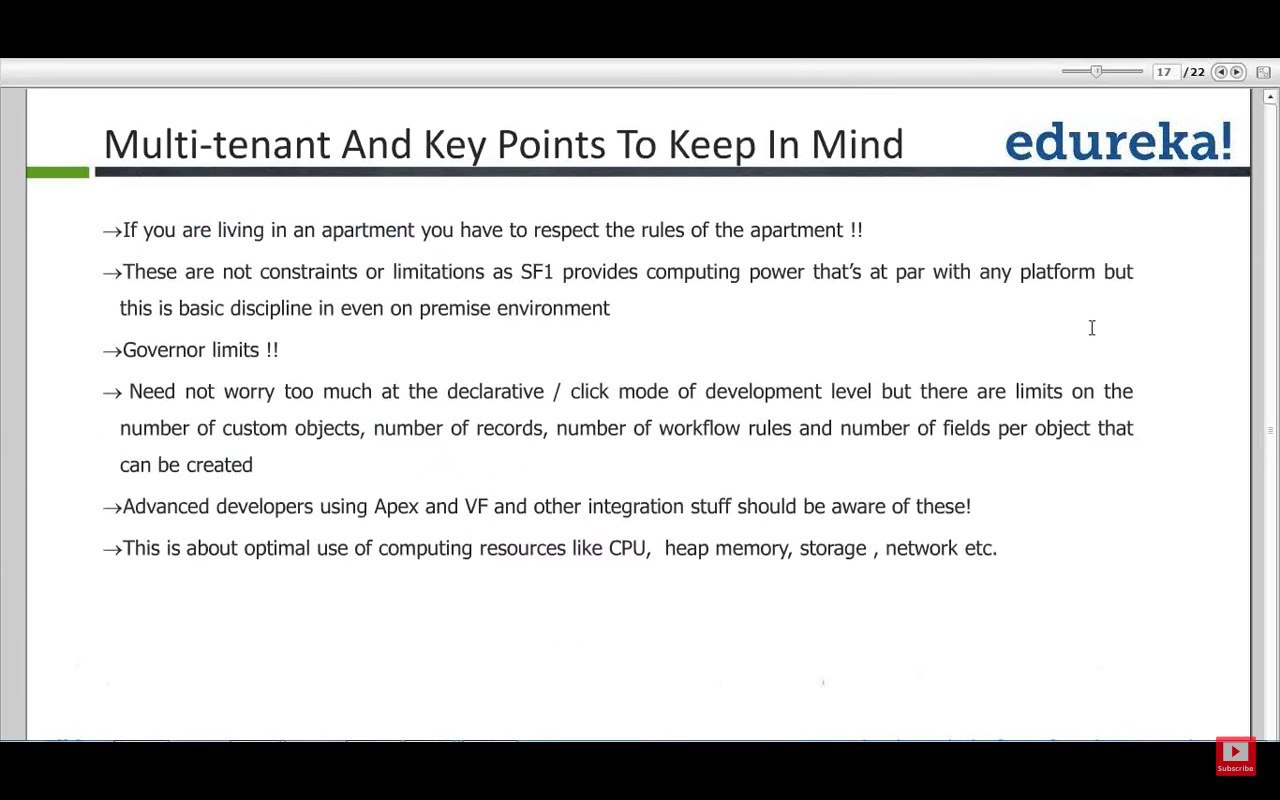 17 /22
Multi-tenant And Key Points To Keep In Mind
edureka!
→If you are living in an apartment you have to respect the rules of the apartment !!
→These are not constraints or limitations as SF1 provides computing power that's at par with any platform but
this is basic discipline in even on premise environment
→Governor limits !!
→ Need not worry too much at the declarative / click mode of development level but there are limits on the
number of custom objects, number of records, number of workflow rules and number of fields per object that
can be created
→Advanced developers using Apex and VF and other integration stuff should be aware of these!
→This is about optimal use of computing resources like CPU,  heap memory, storage , network etc.
Subscribe